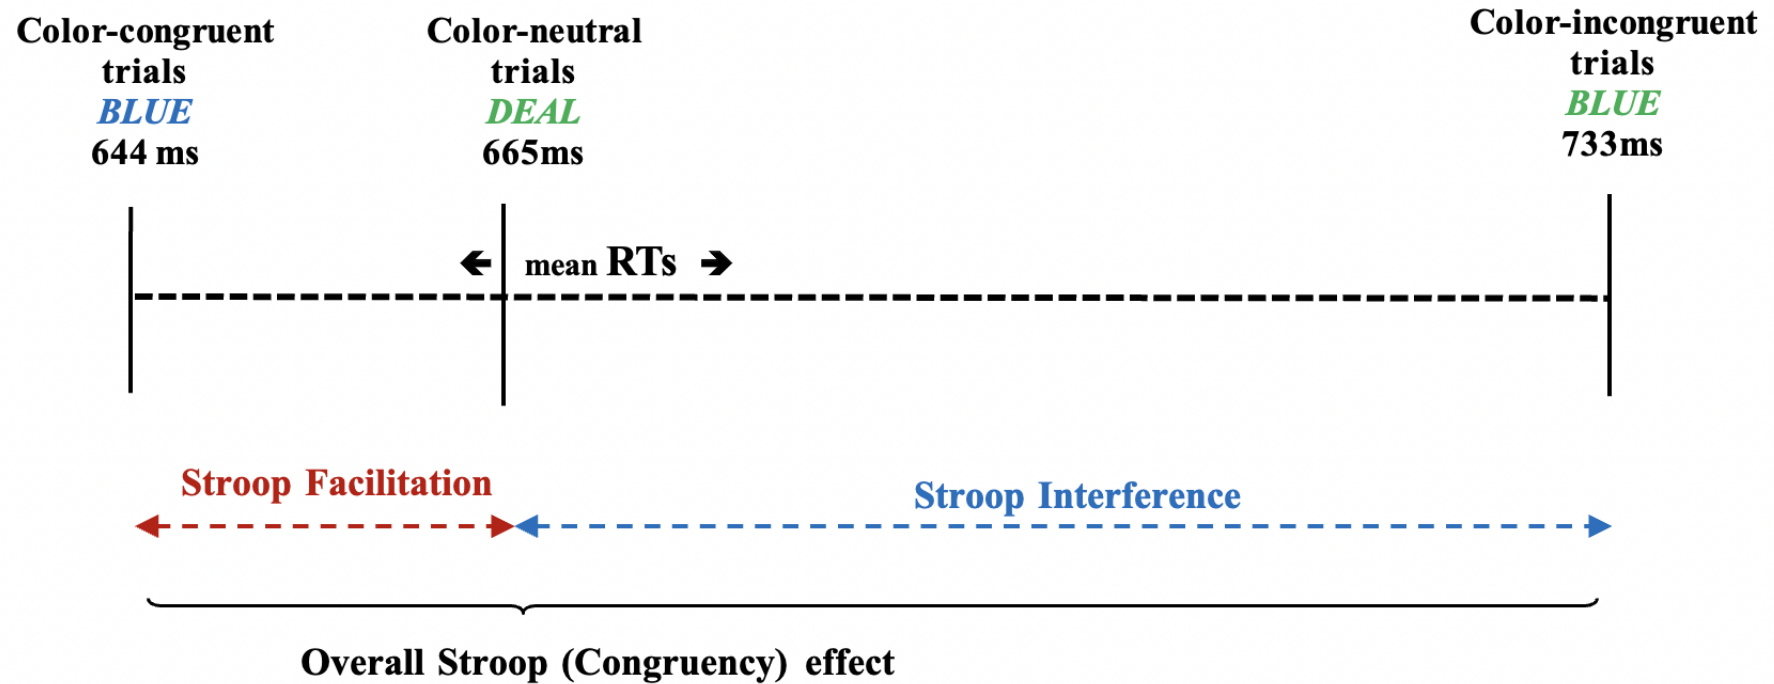 Color-congruent
trials
BLUE
644 ms
Color-neutral
trials
DEAL
665ms
Color-incongruent
trials
BLUE
733ms
🡸 mean RTs 🡺
Stroop Facilitation
Stroop Interference
Overall Stroop (Congruency) effect